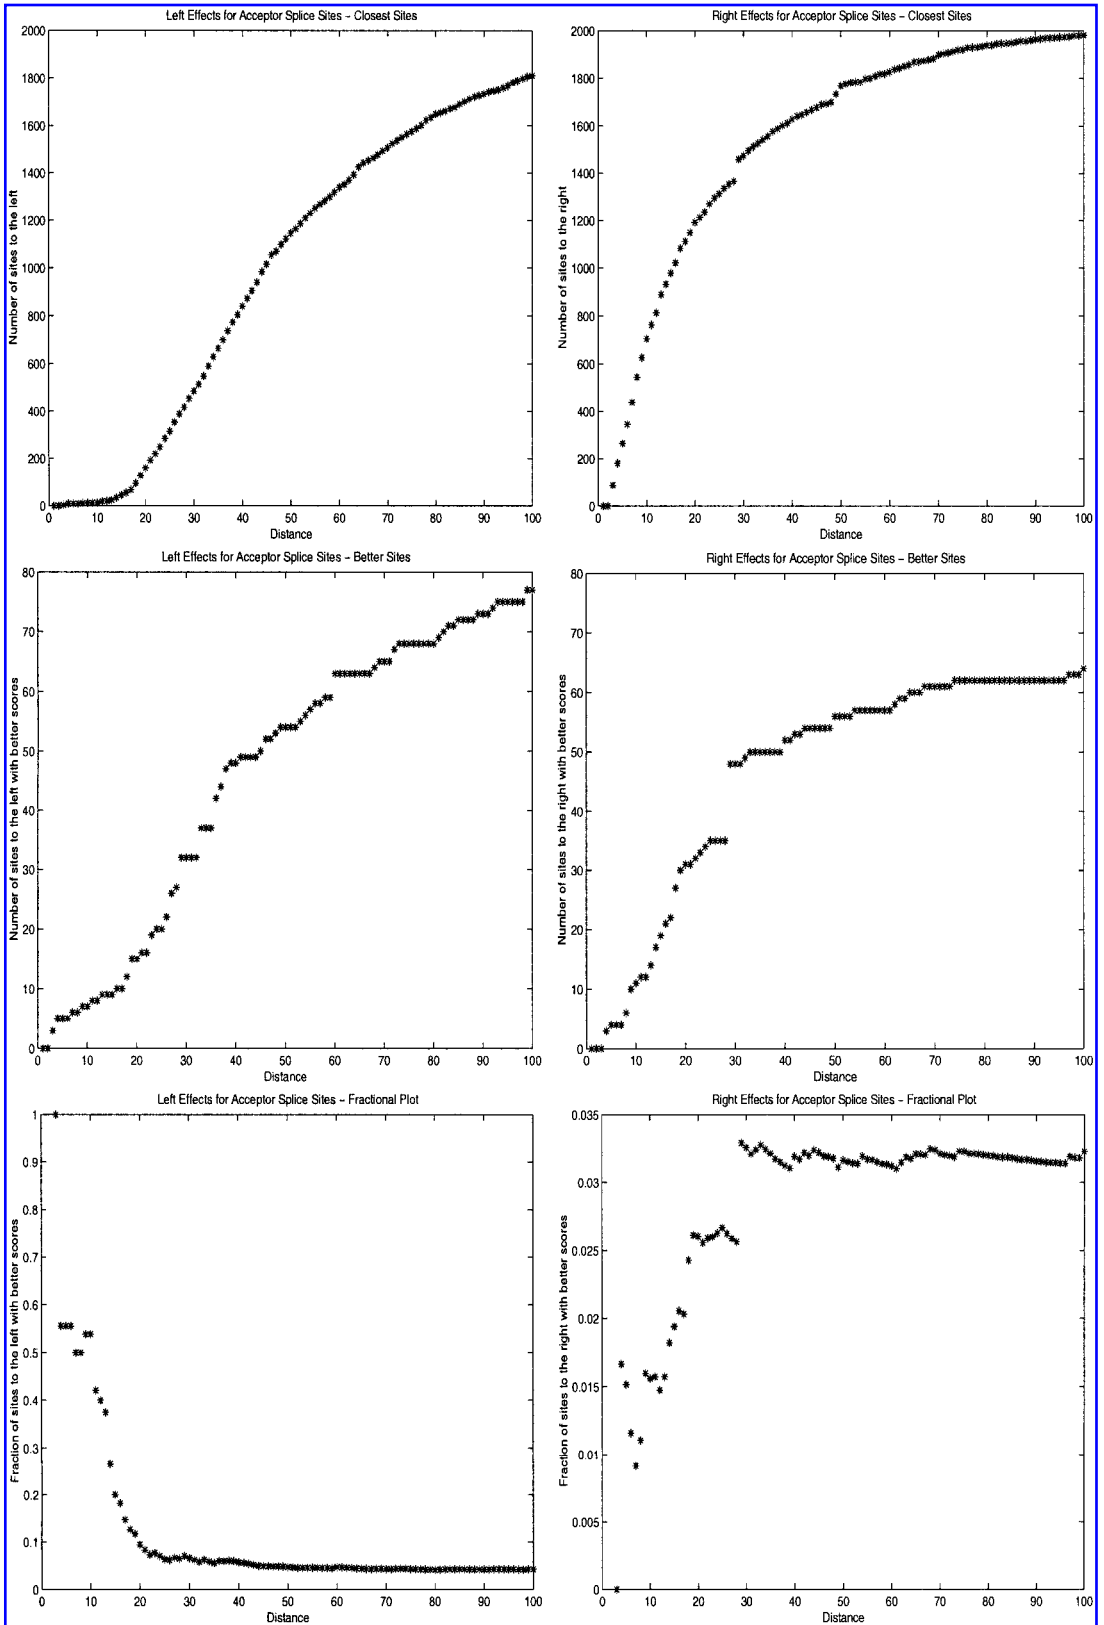 Left Effects for Acceptor Splice Sites – Closest Sites
Number of sites to the left
2000
1800
1600
1400
1200
1000
800
600
400
200
0
0 10 20 30 40 50 60 70 80 90 100
Distance
Right Effects for Acceptor Splice Sites – Closest Sites
Number of sites to the right
2000
1800
1600
1400
1200
1000
800
600
400
200
0
0 10 20 30 40 50 60 70 80 90 100
Distance
Left Effects for Acceptor Splice Sites – Better Sites
Number of sites to the left with better scores
80
70
60
50
40
30
20
10
0
0 10 20 30 40 50 60 70 80 90 100
Distance
Right Effects for Acceptor Splice Sites – Better Sites
Number of sites to the right with better scores
80
70
60
50
40
30
20
10
0
0 10 20 30 40 50 60 70 80 90 100
Distance
Left Effects for Acceptor Splice Sites – Fractional Plot
Fraction of sites to the left with better scores
1
0.9
0.8
0.7
0.6
0.5
0.4
0.3
0.2
0.1
0
0 10 20 30 40 50 60 70 80 90 100
Distance
Right Effects for Acceptor Splice Sites – Fractional Plot
Fraction of sites to the right with better scores
0.035
0.03
0.025
0.02
0.015
0.01
0.005
0
0 10 20 30 40 50 60 70 80 90 100
Distance